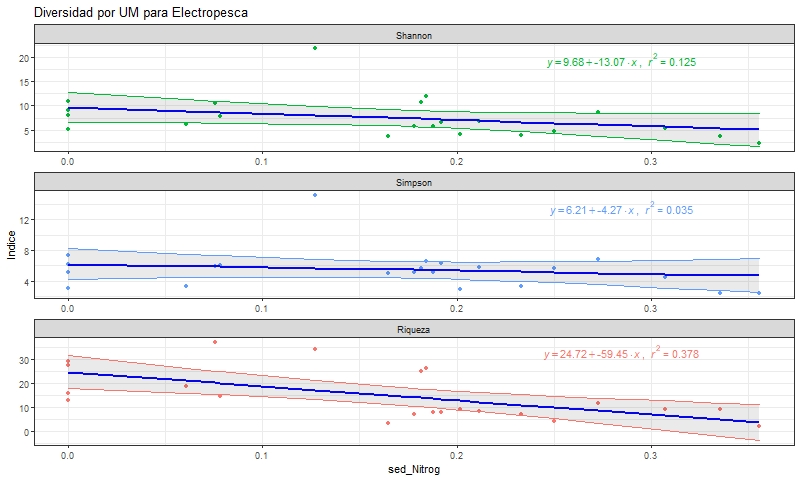 Diversidad por UM para Electropesca
Shannon
y = 9.68 + -13.07 · x , r² = 0.125
20
15
10
5
0.0 0.1 0.2 0.3
Simpson
y = 6.21 + -4.27 · x , r² = 0.035
12
8
4
0.0 0.1 0.2 0.3
Indice
Riqueza
y = 24.72 + -59.45 · x , r² = 0.378
30
20
10
0
0.0 0.1 0.2 0.3
sed_Nitrog